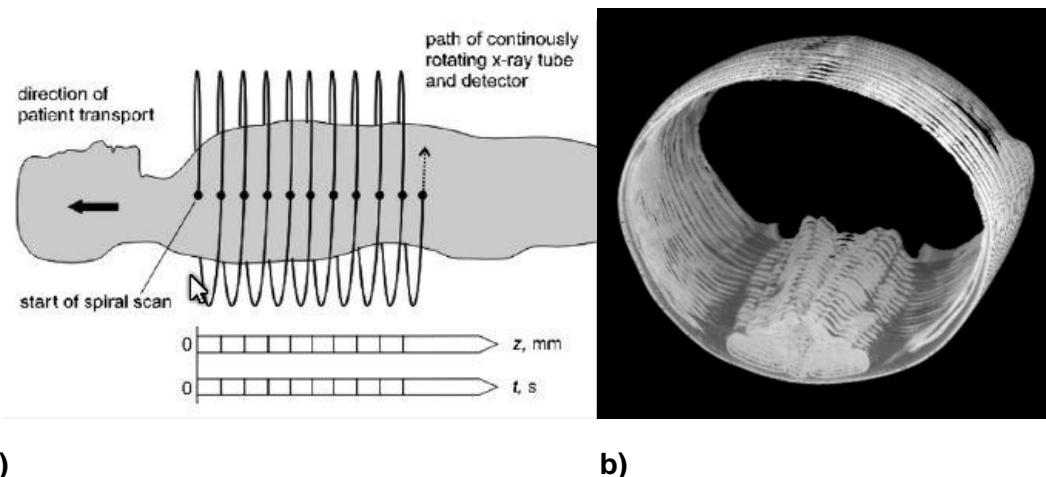 path of continously
rotating x-ray tube
and detector
direction of
patient transport
start of spiral scan
0
z, mm
0
t, s
)
b)